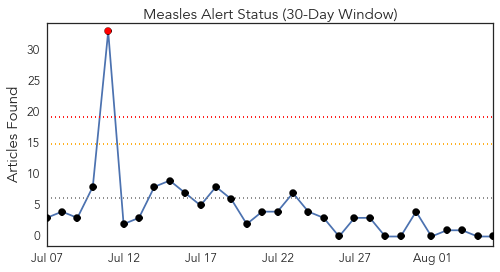 Measles Alert Status (30-Day Window)
Articles Found
30
25
20
15
10
5
0
Jul 07
Jul 12
Jul 17
Jul 22
Jul 27
Aug 01